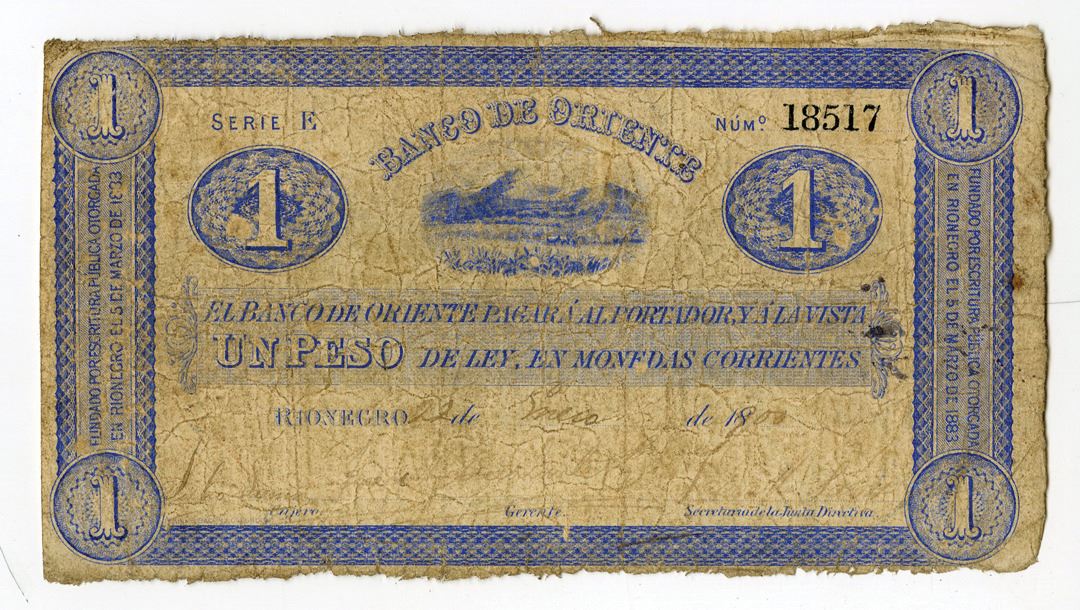 1
1
SERIE E
BANCO DE ORIENTE
NÚMº 18517
1
1
FUNDADO POR ESCRITURA PÚBLICA OTORGADA
EN RIONEGRO EL 5 DE MARZO DE 1883
FUNDADO POR ESCRITURA PÚBLICA OTORGADA
EN RIONEGRO EL 5 DE MARZO DE 1883
EL BANCO DE ORIENTE PAGARÁ AL PORTADOR, Y Á LA VISTA
UN PESO DE LEY, EN MONEDAS CORRIENTES
RIONEGRO de Enero de 1900
Cajero. Gerente. Secretario de la Junta Directiva.
1
1